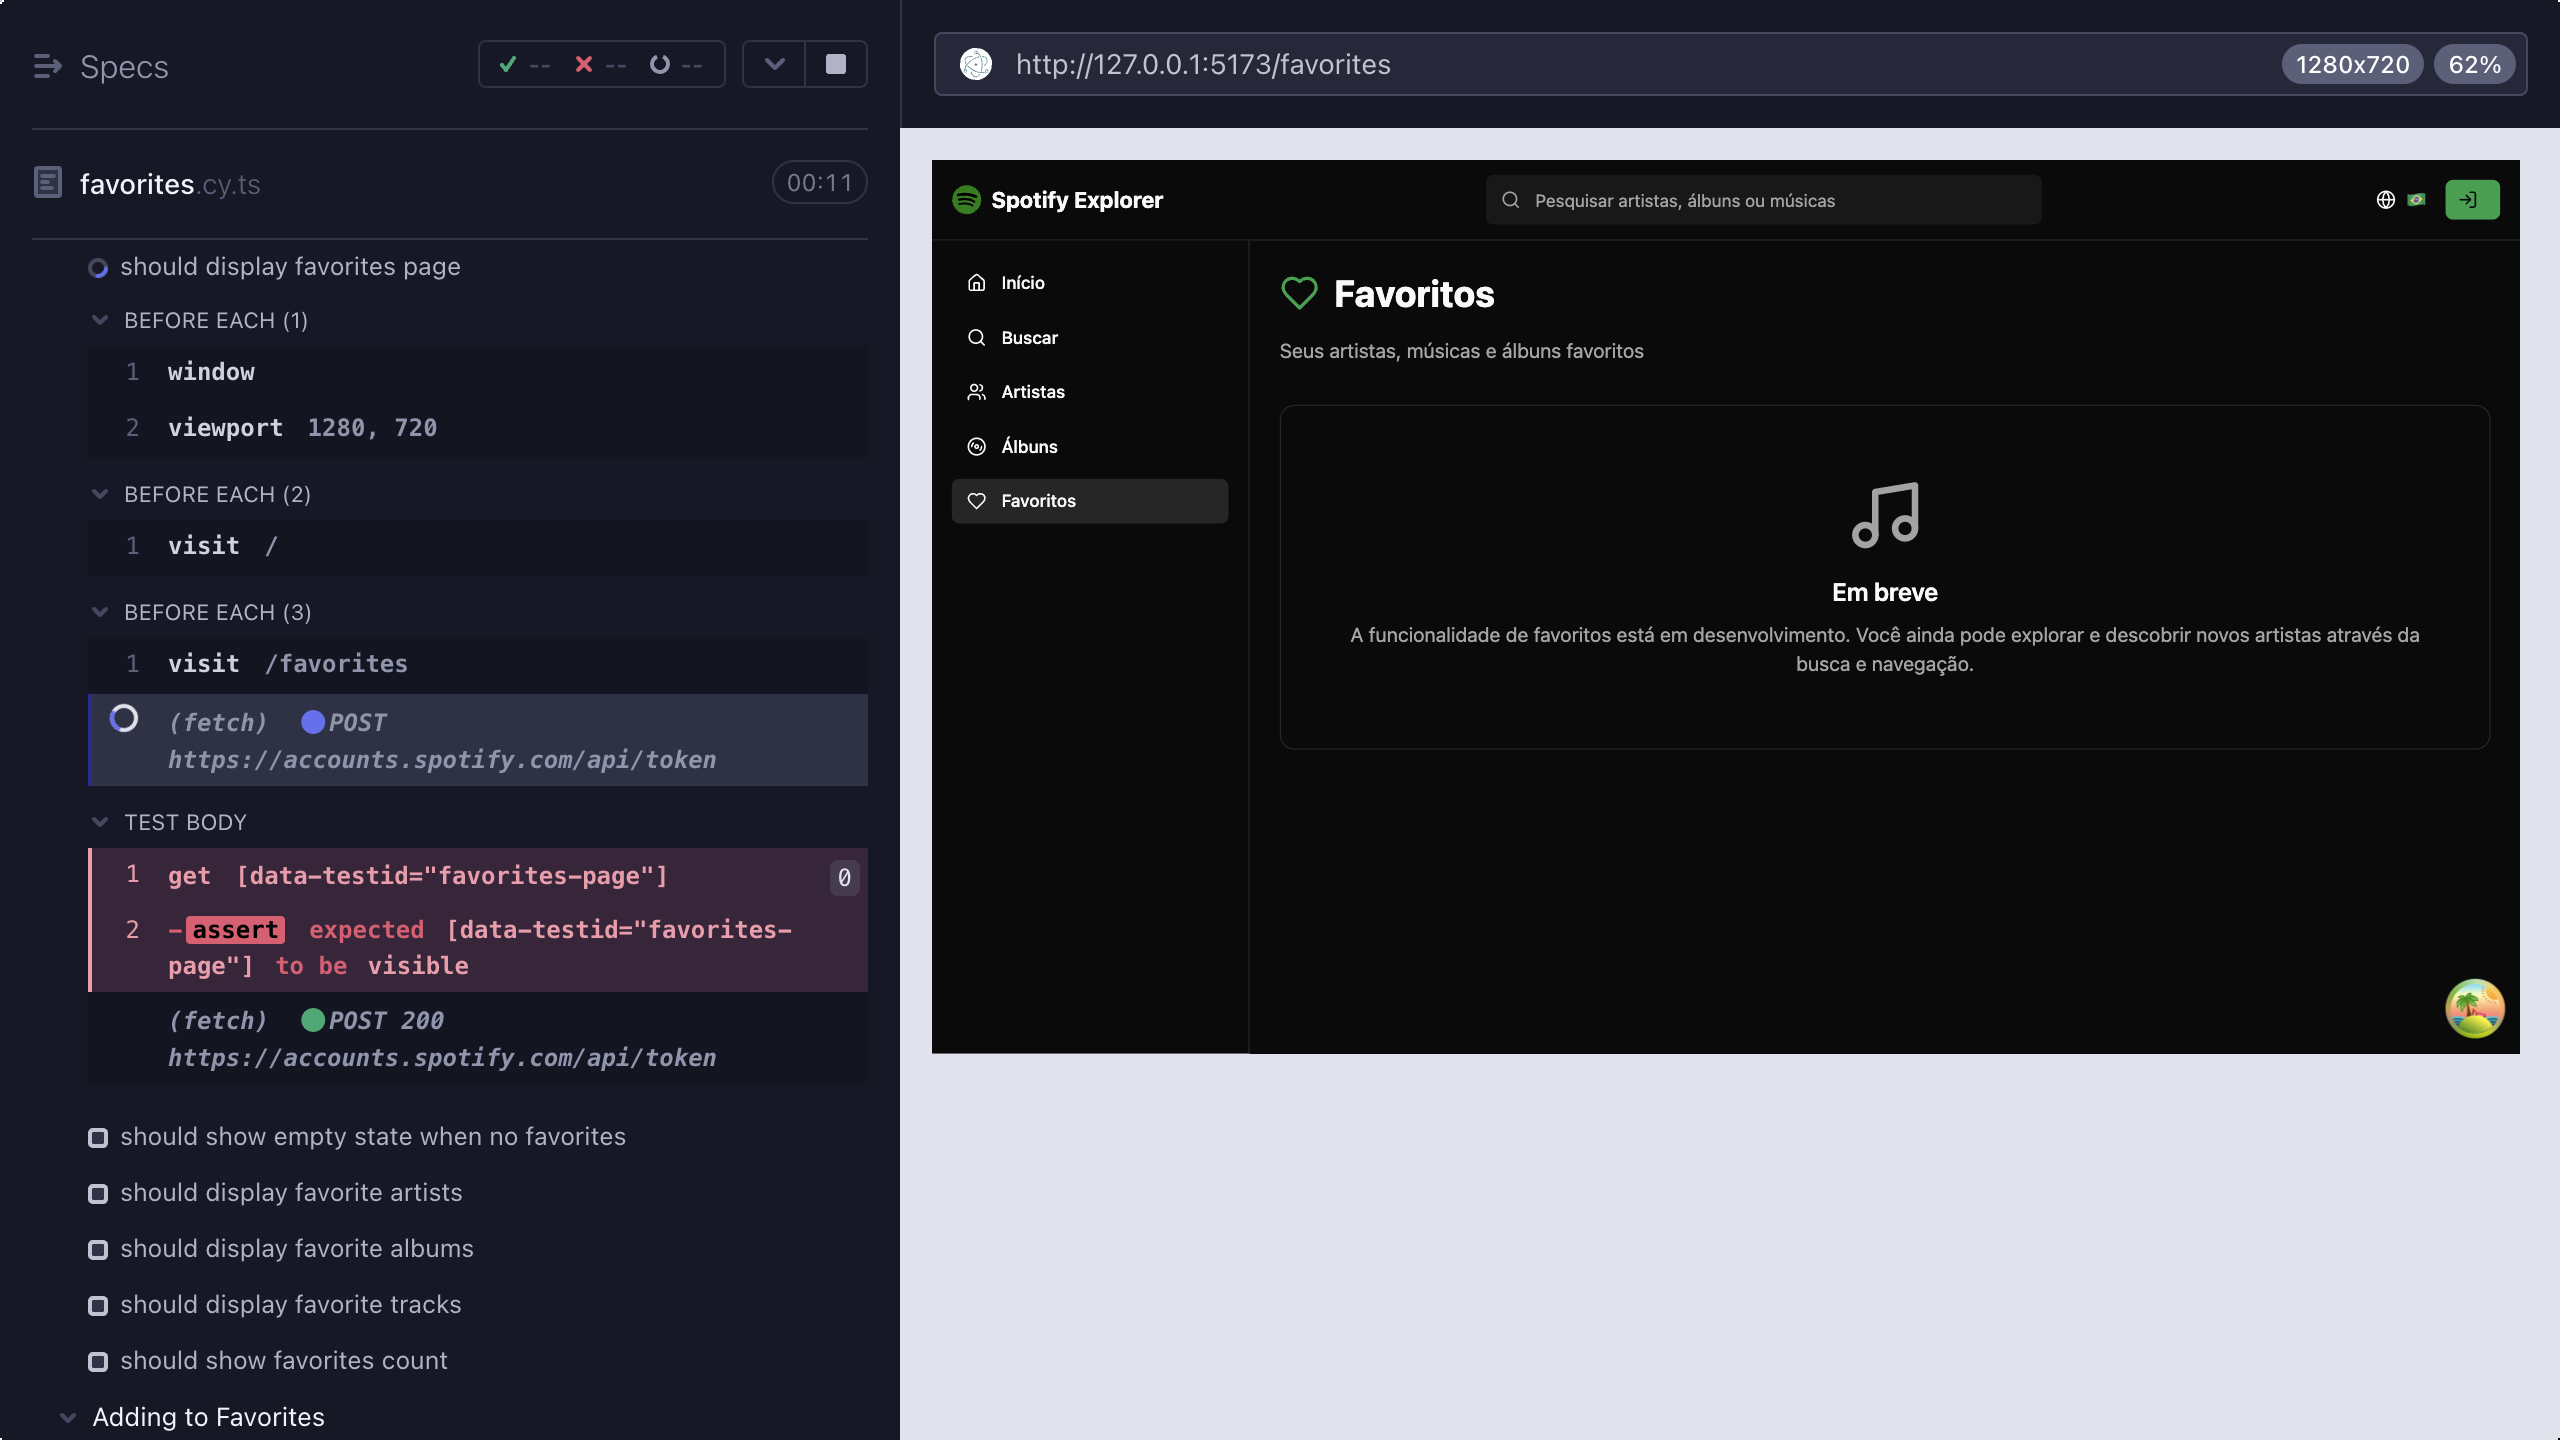 Specs
-- -- --
favorites.cy.ts
00:11
should display favorites page
BEFORE EACH (1)
1 window
2 viewport 1280, 720
BEFORE EACH (2)
1 visit /
BEFORE EACH (3)
1 visit /favorites
(fetch) POST
https://accounts.spotify.com/api/token
TEST BODY
1 get [data-testid="favorites-page"] 0
2 -assert expected [data-testid="favorites-
page"] to be visible
(fetch) POST 200
https://accounts.spotify.com/api/token
should show empty state when no favorites
should display favorite artists
should display favorite albums
should display favorite tracks
should show favorites count
Adding to Favorites
http://127.0.0.1:5173/favorites
1280x720 62%
Spotify Explorer
Pesquisar artistas, álbuns ou músicas
Início
Buscar
Artistas
Álbuns
Favoritos
Favoritos
Seus artistas, músicas e álbuns favoritos
Em breve
A funcionalidade de favoritos está em desenvolvimento. Você ainda pode explorar e descobrir novos artistas através da
busca e navegação.